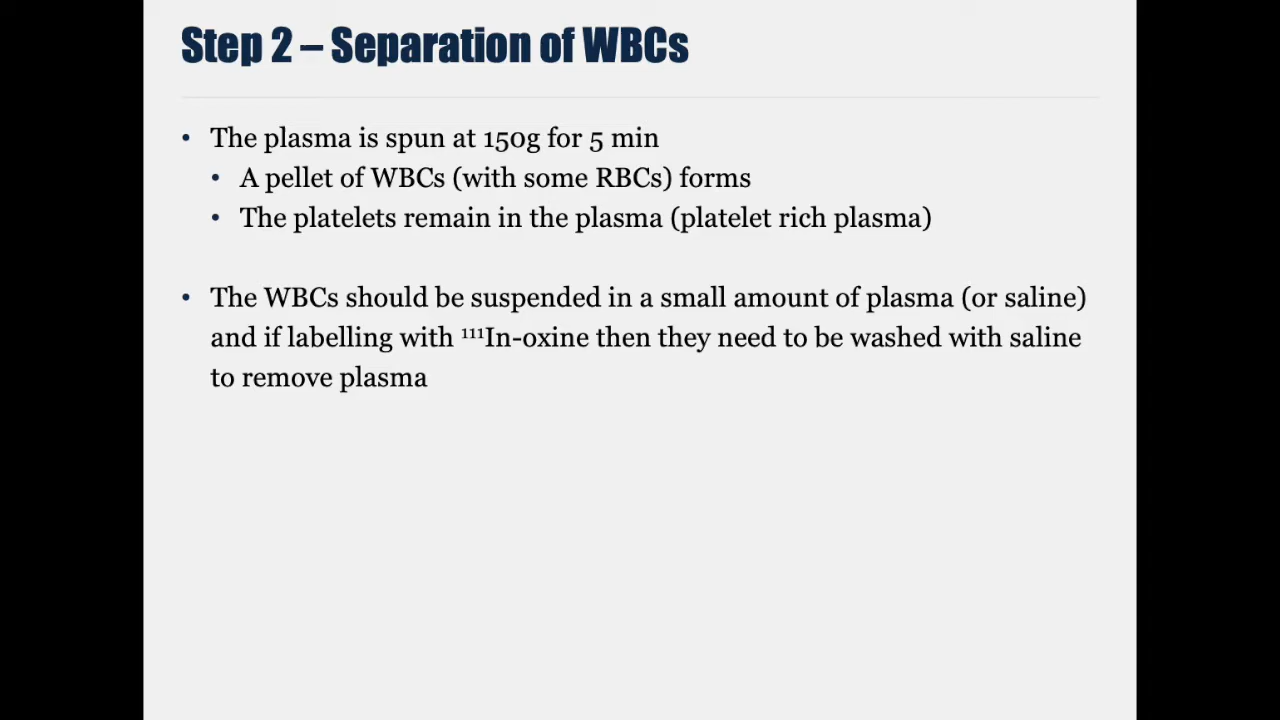 Step 2 – Separation of WBCs
• The plasma is spun at 150g for 5 min
• A pellet of WBCs (with some RBCs) forms
• The platelets remain in the plasma (platelet rich plasma)
• The WBCs should be suspended in a small amount of plasma (or saline)
and if labelling with ¹¹¹In-oxine then they need to be washed with saline
to remove plasma